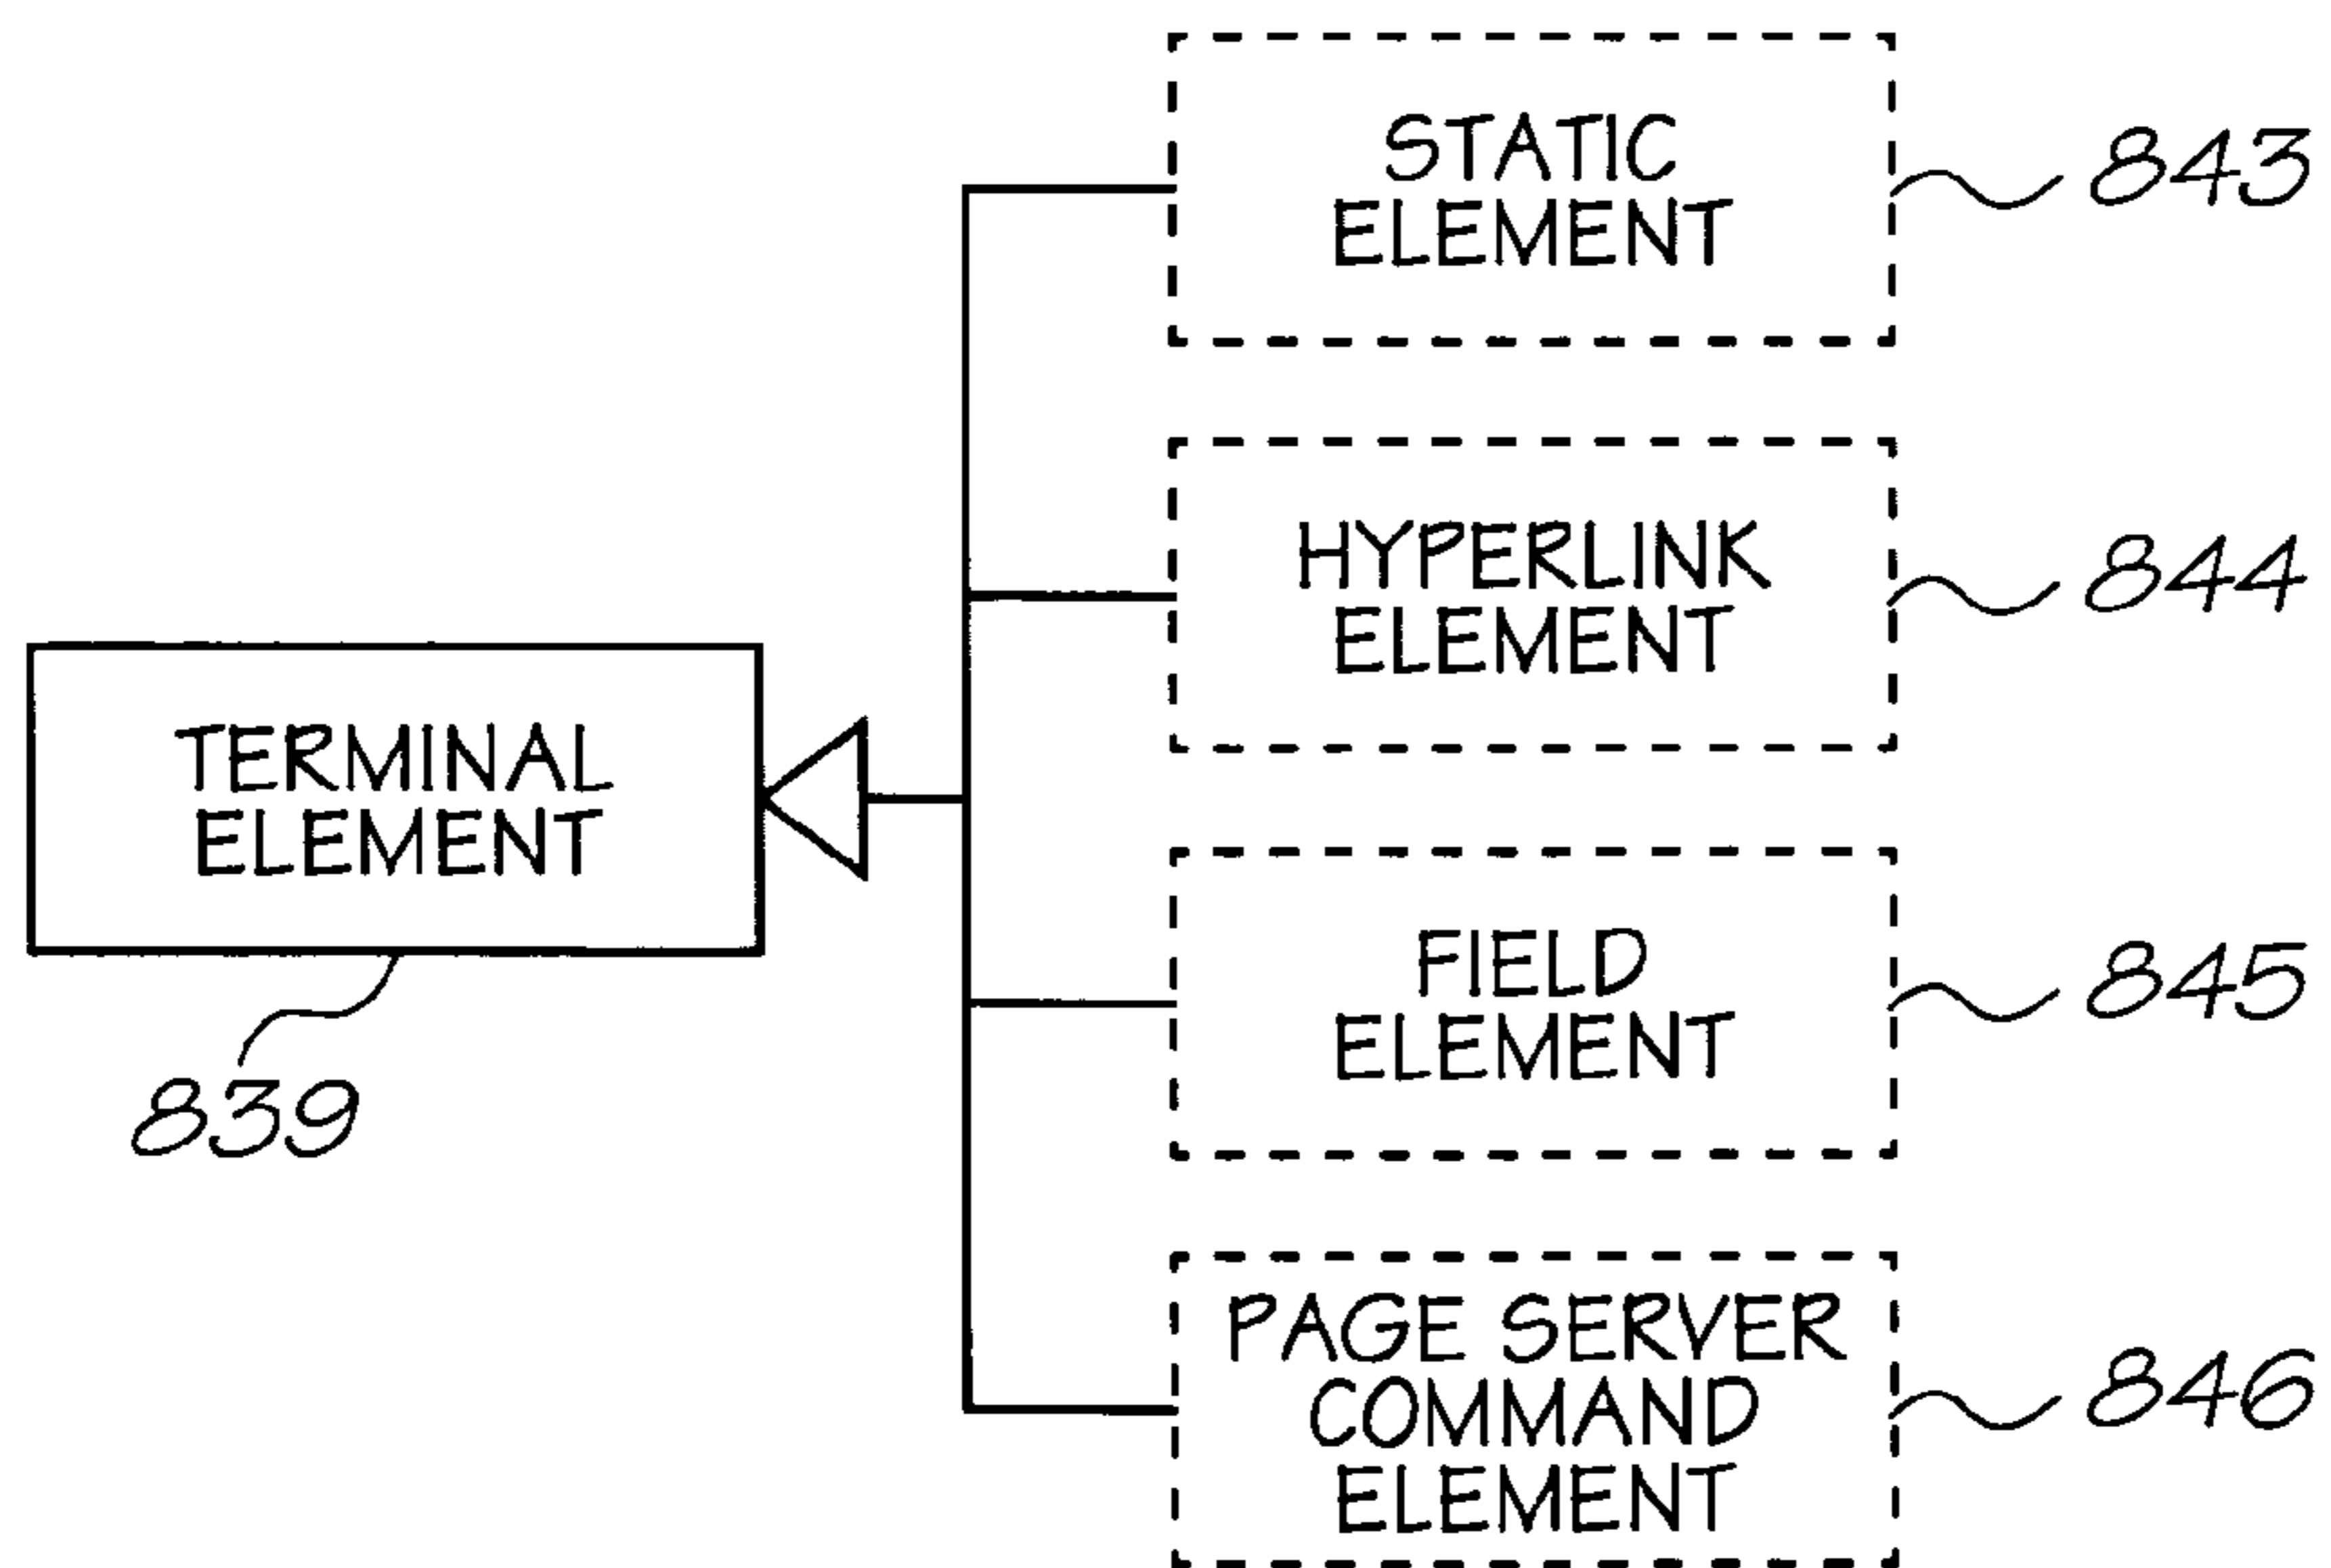 STATIC
ELEMENT
843
HYPERLINK
ELEMENT
844
TERMINAL
ELEMENT
839
FIELD
ELEMENT
845
PAGE SERVER
COMMAND
ELEMENT
846